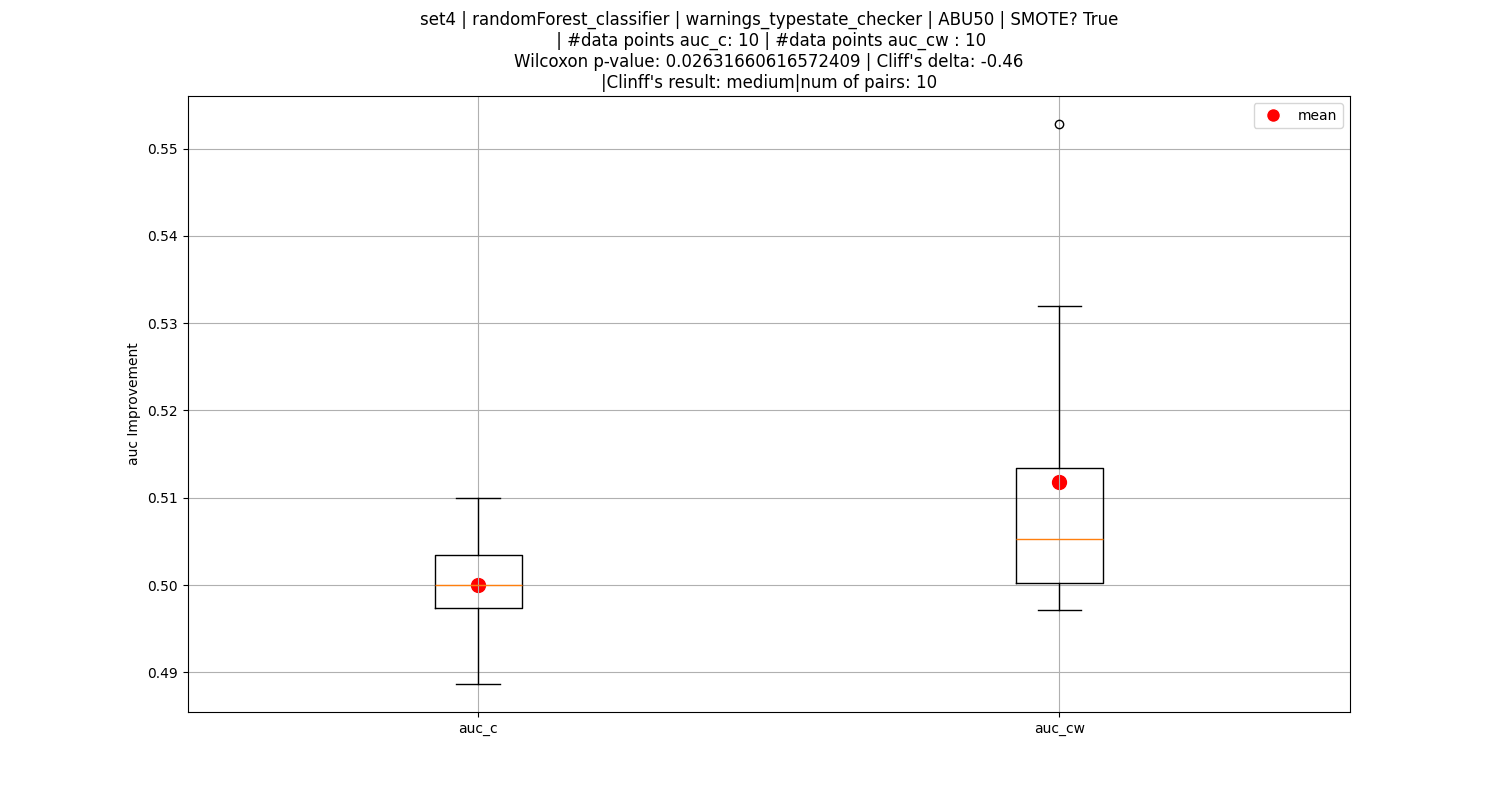 set4 | randomForest_classifier | warnings_typestate_checker | ABU50 | SMOTE? True
| #data points auc_c: 10 | #data points auc_cw : 10
Wilcoxon p-value: 0.02631660616572409 | Cliff's delta: -0.46
|Clinff's result: medium|num of pairs: 10
mean
auc Improvement
0.55
0.54
0.53
0.52
0.51
0.50
0.49
auc_c
auc_cw